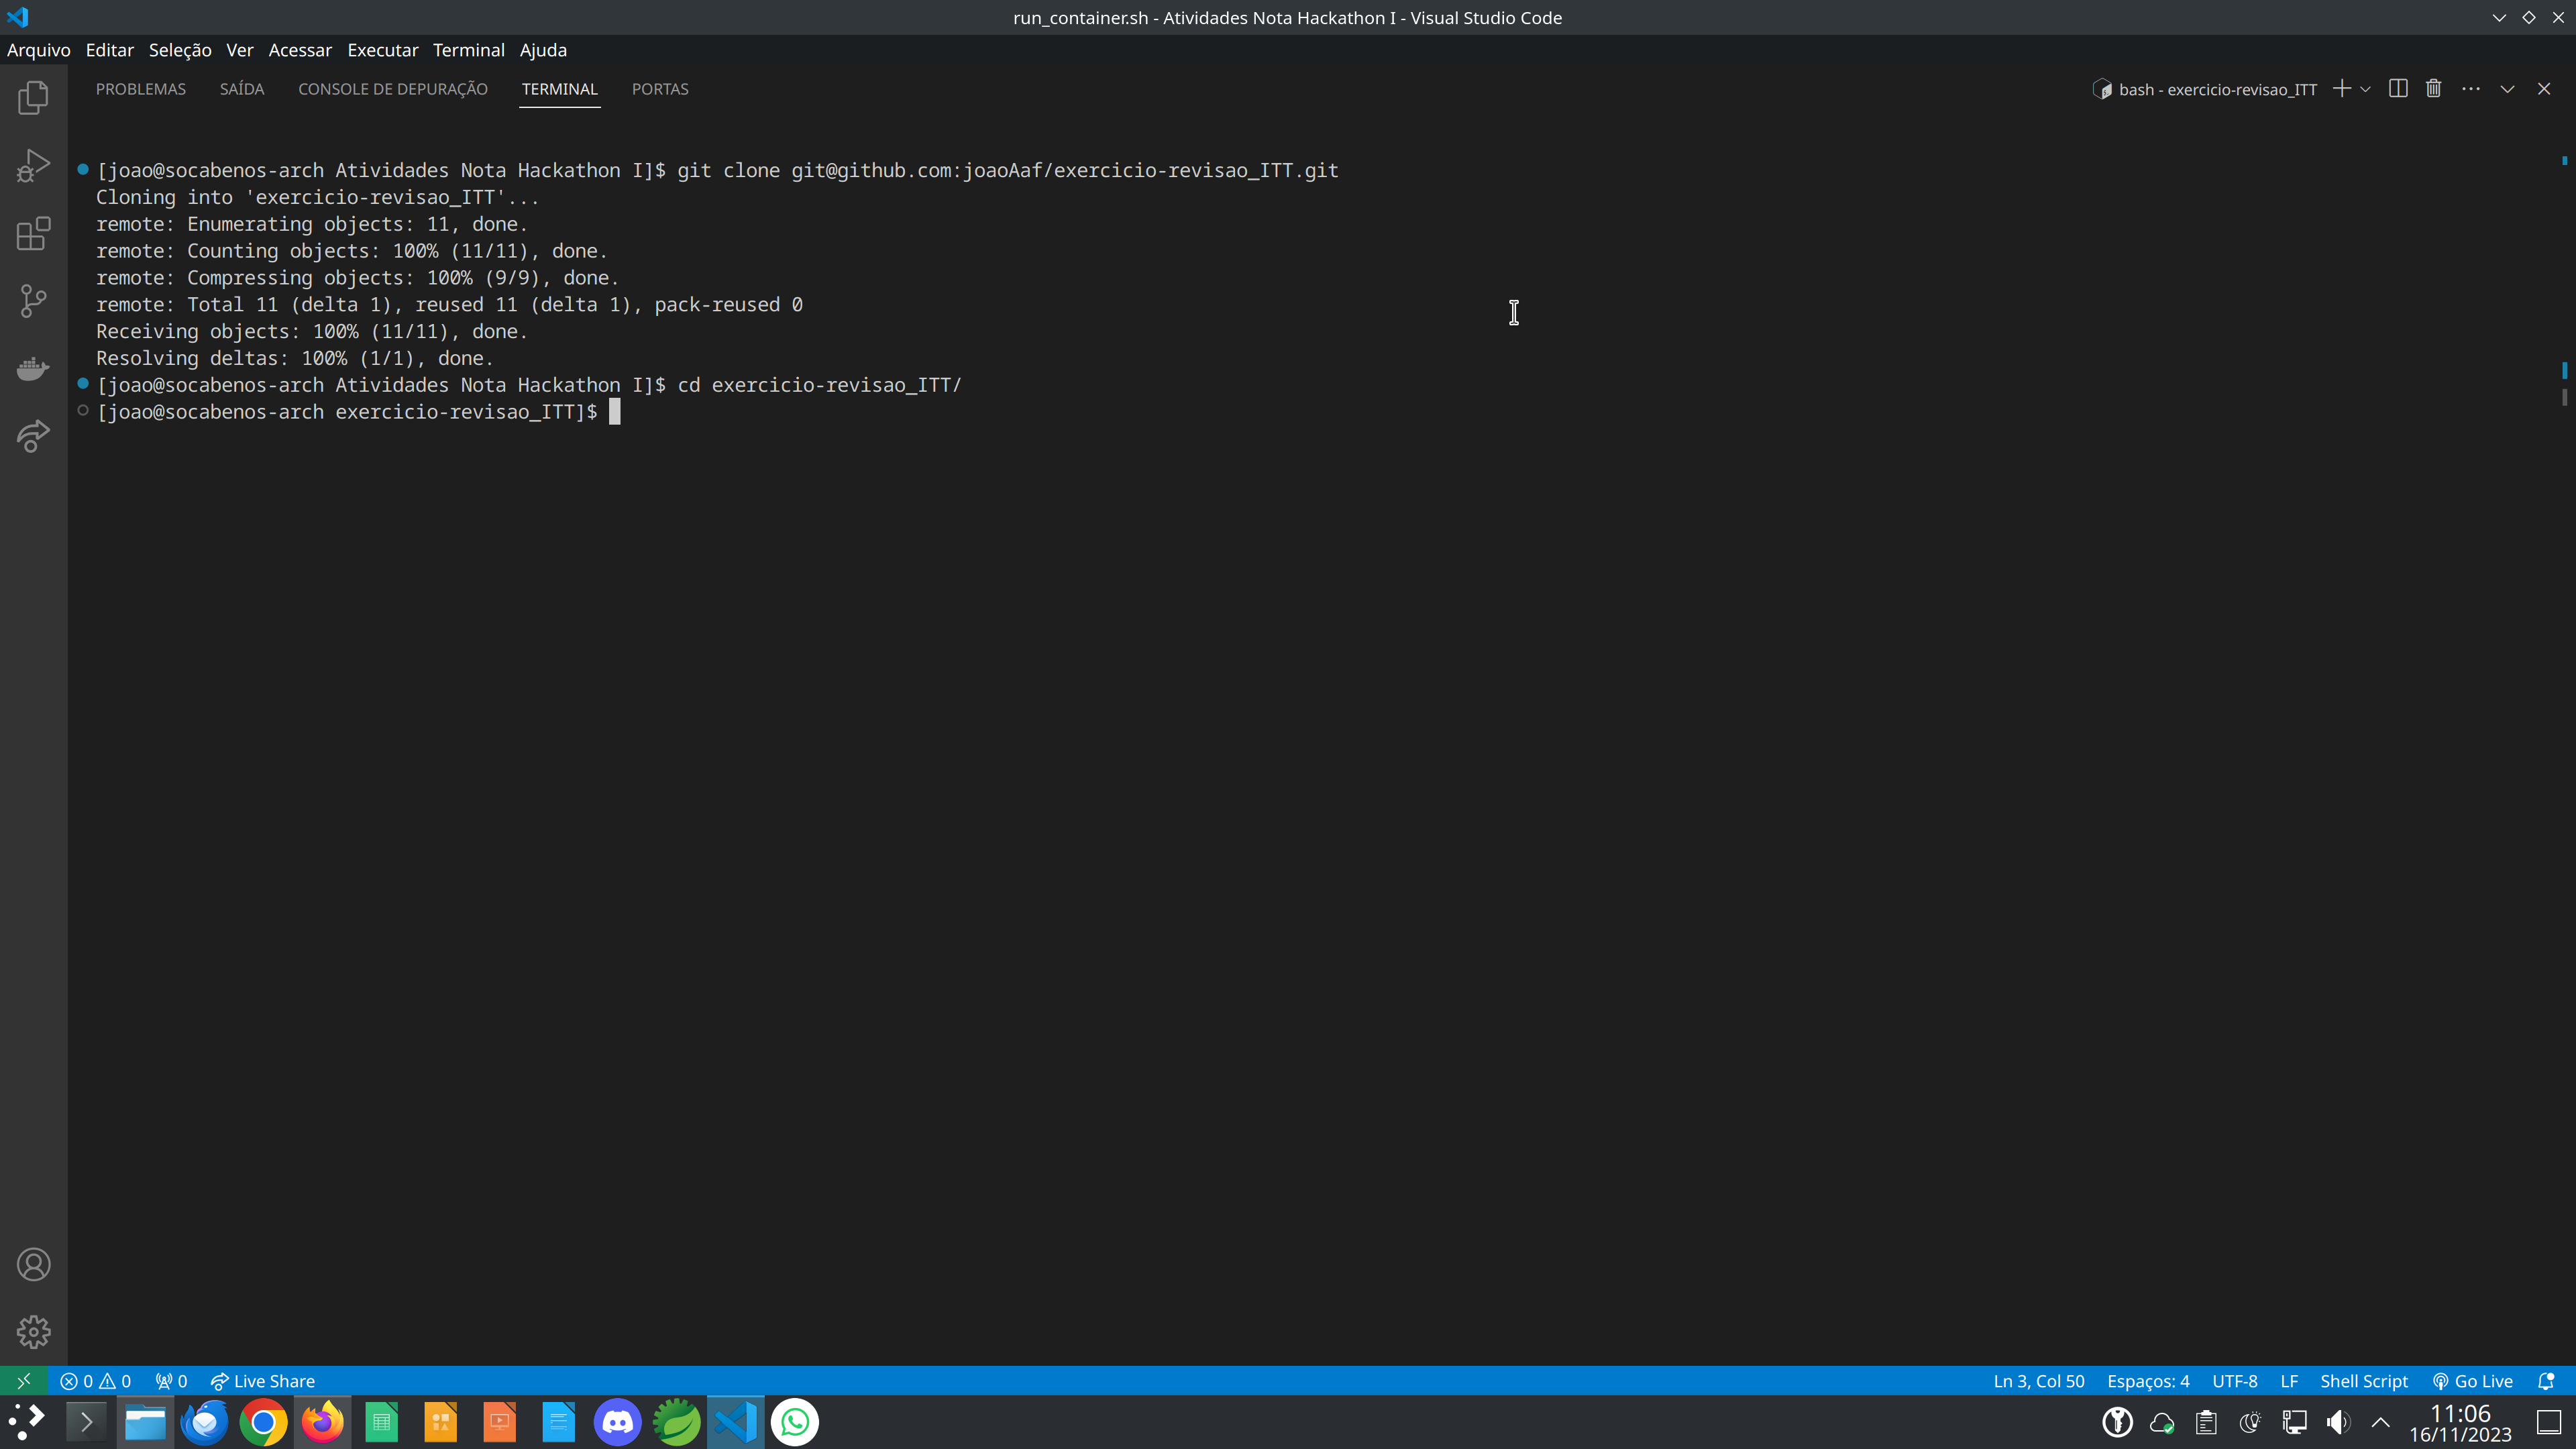 run_container.sh - Atividades Nota Hackathon I - Visual Studio Code
Arquivo Editar Seleção Ver Acessar Executar Terminal Ajuda
PROBLEMAS SAÍDA CONSOLE DE DEPURAÇÃO TERMINAL PORTAS bash - exercicio-revisao_ITT
[joao@socabenos-arch Atividades Nota Hackathon I]$ git clone git@github.com:joaoAaf/exercicio-revisao_ITT.git
Cloning into 'exercicio-revisao_ITT'...
remote: Enumerating objects: 11, done.
remote: Counting objects: 100% (11/11), done.
remote: Compressing objects: 100% (9/9), done.
remote: Total 11 (delta 1), reused 11 (delta 1), pack-reused 0
Receiving objects: 100% (11/11), done.
Resolving deltas: 100% (1/1), done.
[joao@socabenos-arch Atividades Nota Hackathon I]$ cd exercicio-revisao_ITT/
[joao@socabenos-arch exercicio-revisao_ITT]$
0 0 0 Live Share Ln 3, Col 50 Espaços: 4 UTF-8 LF Shell Script Go Live
11:06
16/11/2023